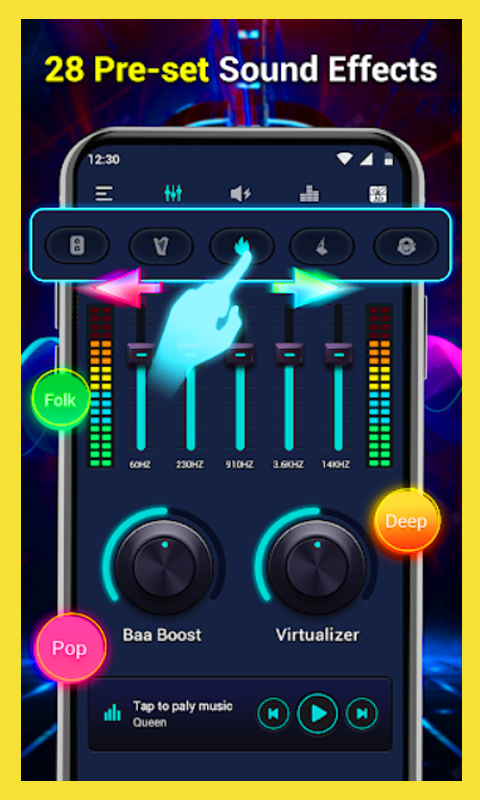 28 Pre-set Sound Effects
12:30
Folk
60HZ 230HZ 910HZ 3.6KHZ 14KHZ
Deep
Baa Boost Virtualizer
Pop
Tap to paly music
Queen